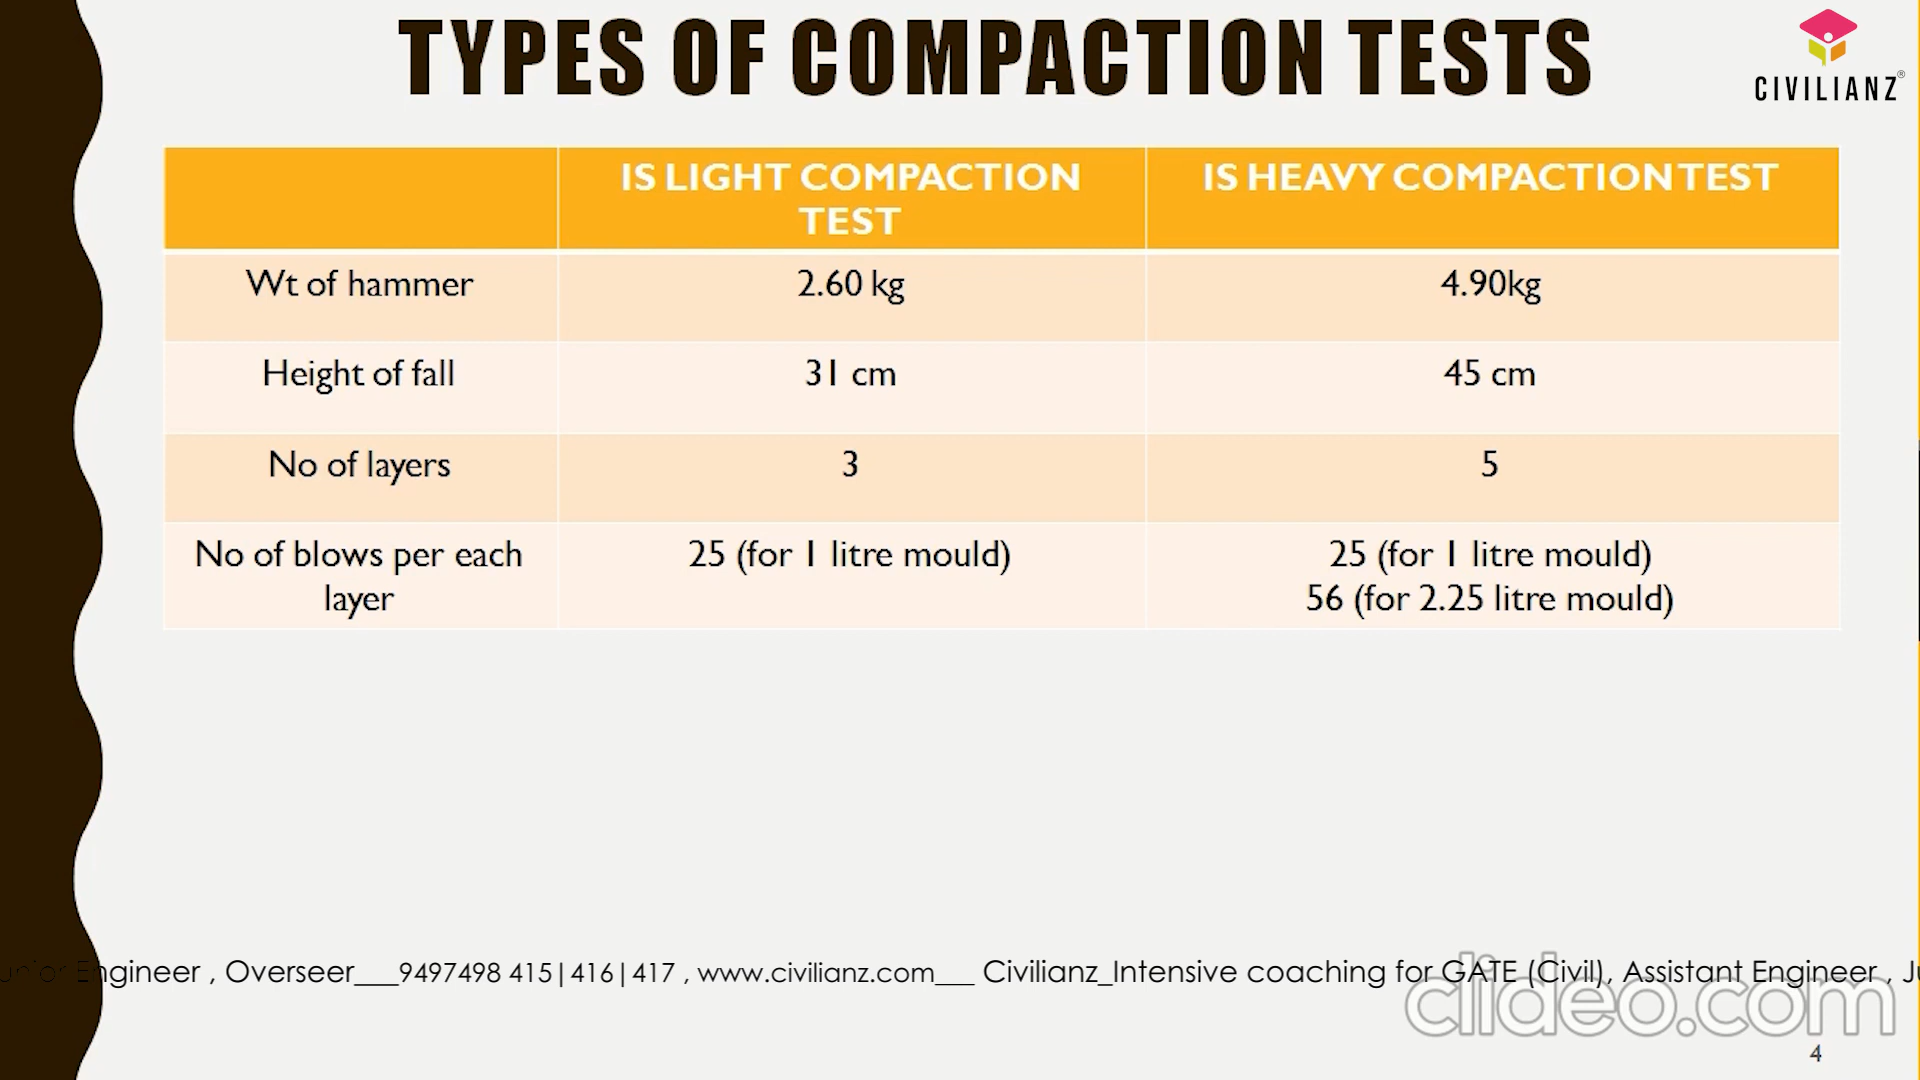 TYPES OF COMPACTION TESTS
CIVILIANZ®
IS LIGHT COMPACTION
TEST
IS HEAVY COMPACTION TEST
Wt of hammer
2.60 kg
4.90kg
Height of fall
31 cm
45 cm
No of layers
3
5
No of blows per each
layer
25 (for 1 litre mould)
25 (for 1 litre mould)
56 (for 2.25 litre mould)
unior Engineer , Overseer___9497498 415|416|417 , www.civilianz.com___ Civilianz_Intensive coaching for GATE (Civil), Assistant Engineer , Ju
clideo.com
4